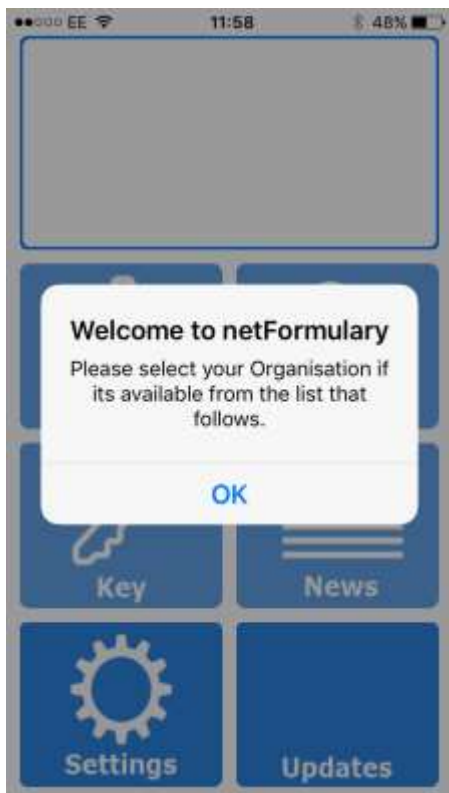 EE 11:58 48%
Welcome to netFormulary
Please select your Organisation if
its available from the list that
follows.
OK
Key News
Settings Updates